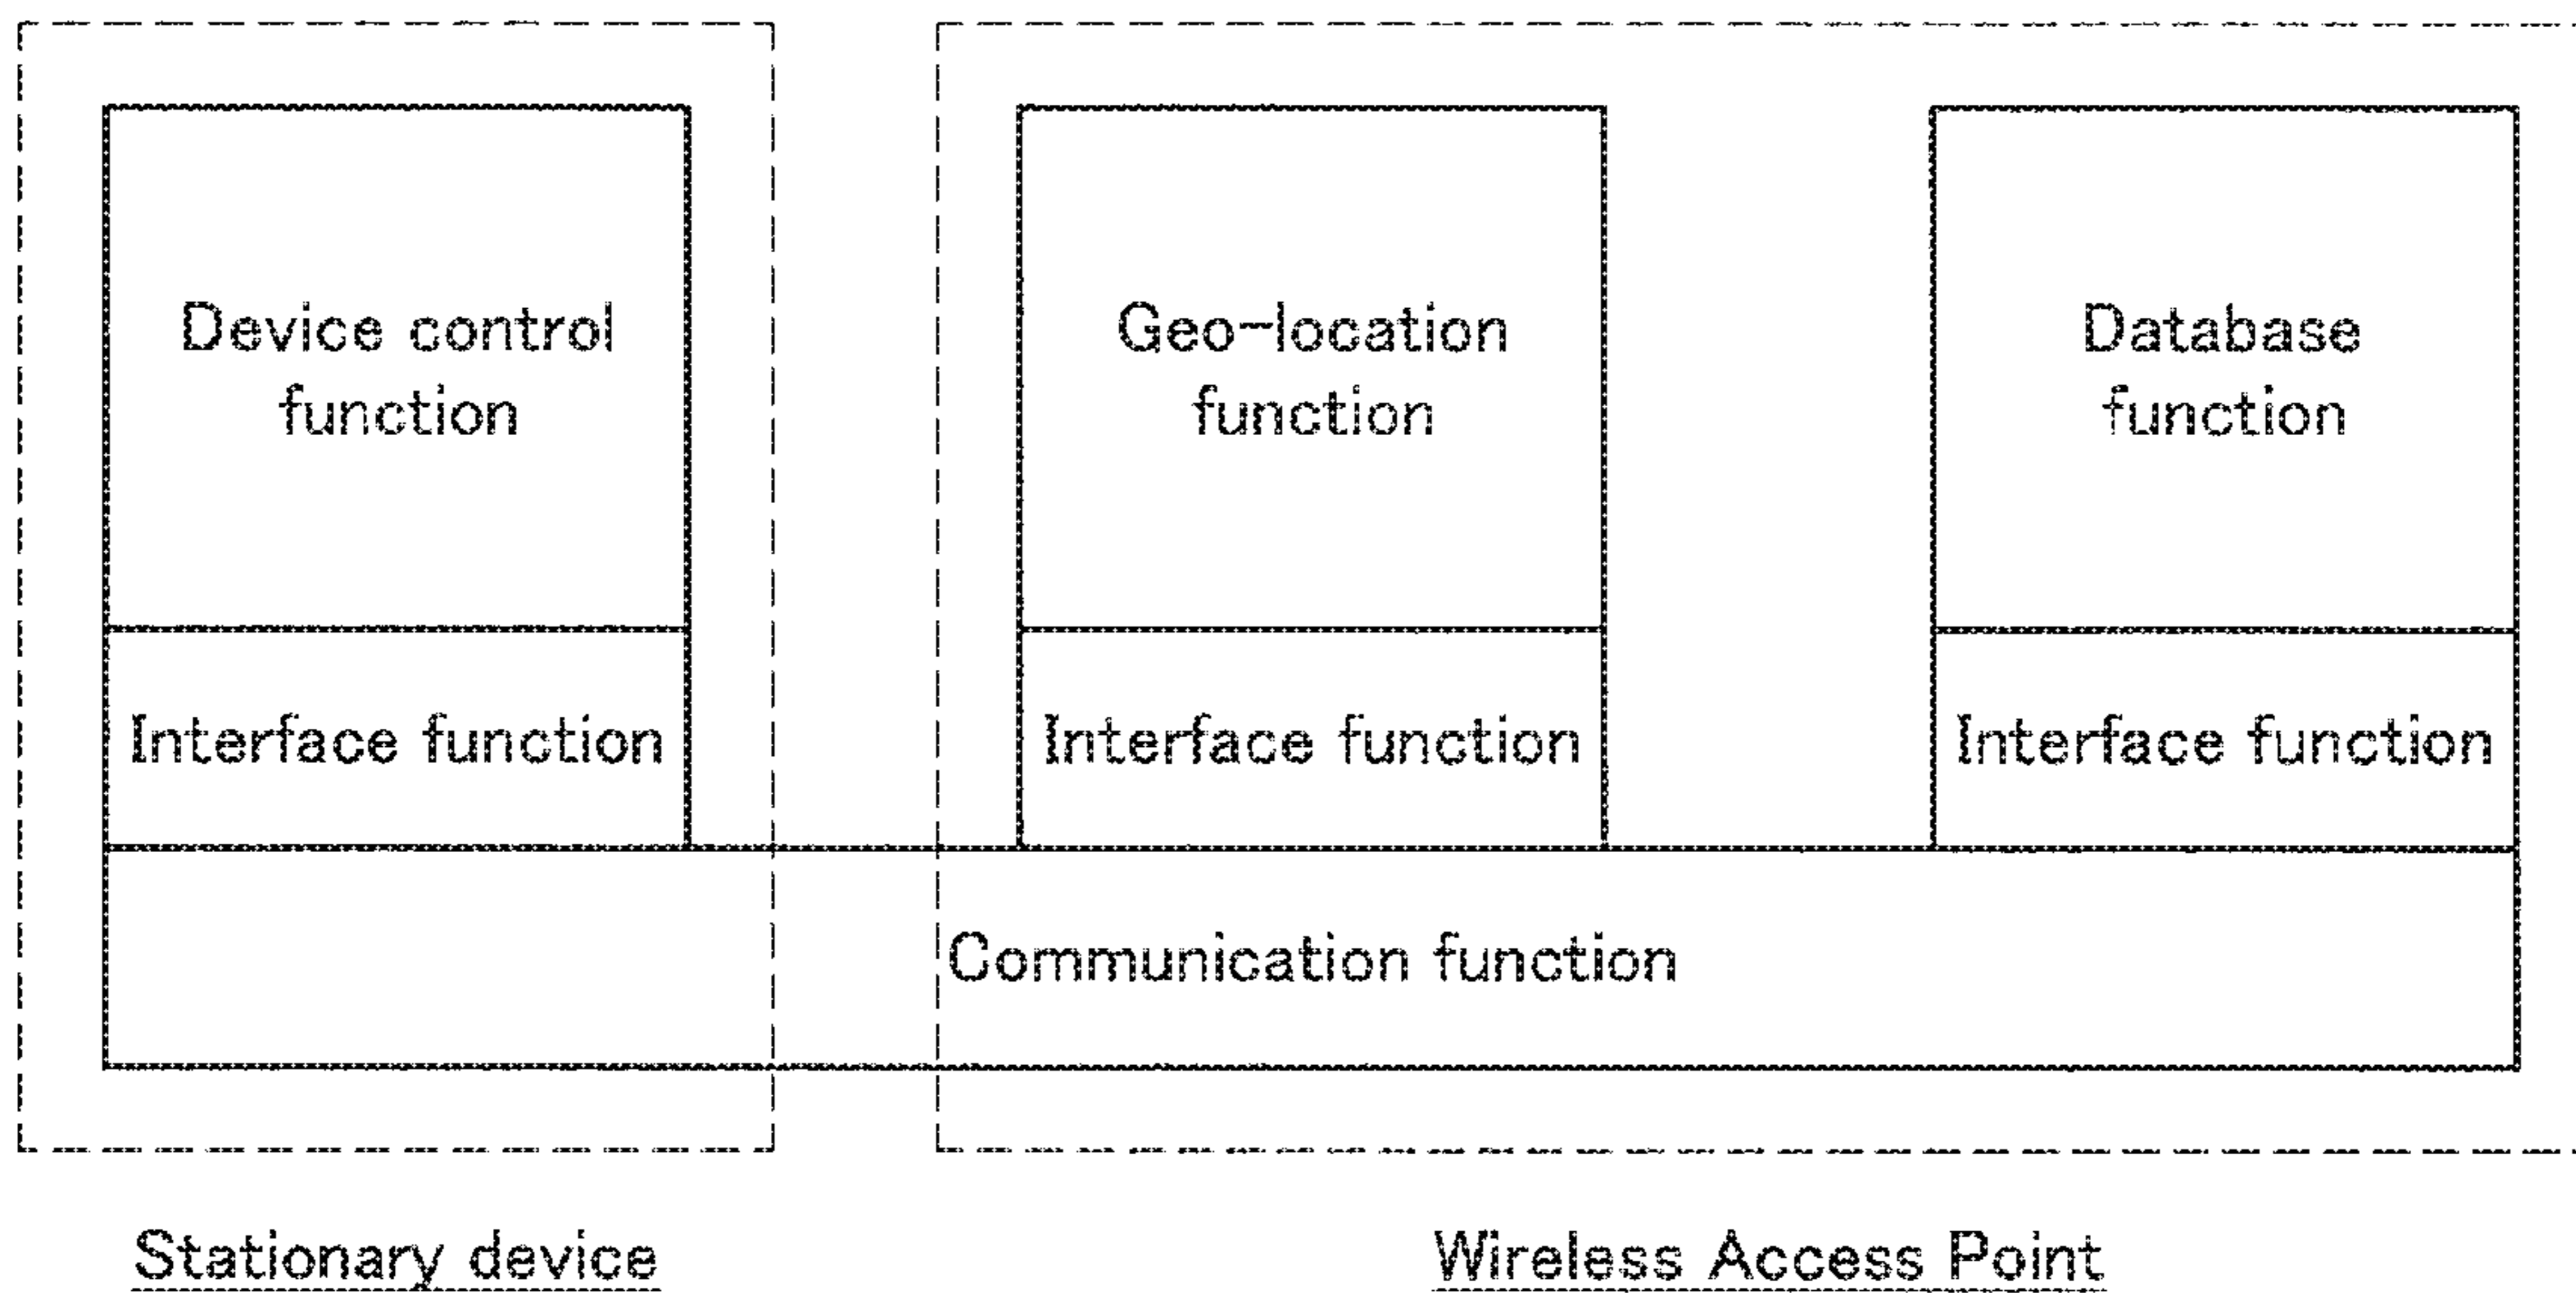 Device control
function
Geo-location
function
Database
function
Interface function
Interface function
Interface function
Communication function
Stationary device
Wireless Access Point